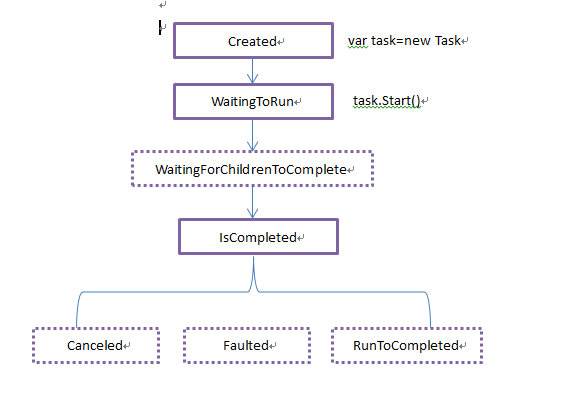 Created
var task=new Task
WaitingToRun
task.Start()
WaitingForChildrenToComplete
IsCompleted
Canceled
Faulted
RunToCompleted